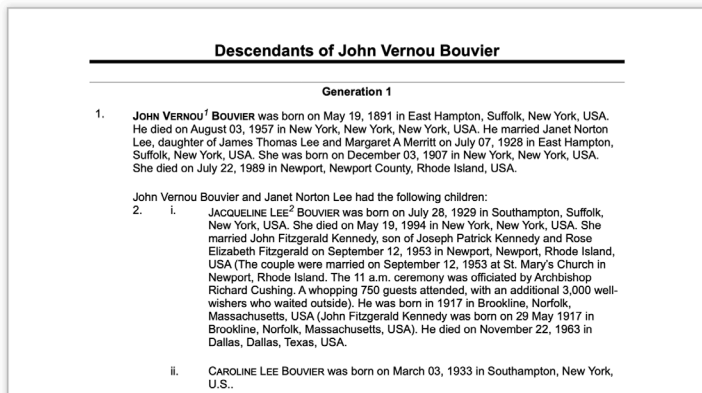 Descendants of John Vernou Bouvier
Generation 1
1. JOHN VERNOU1 BOUVIER was born on May 19, 1891 in East Hampton, Suffolk, New York, USA.
He died on August 03, 1957 in New York, New York, New York, USA. He married Janet Norton
Lee, daughter of James Thomas Lee and Margaret A Merritt on July 07, 1928 in East Hampton,
Suffolk, New York, USA. She was born on December 03, 1907 in New York, New York, USA.
She died on July 22, 1989 in Newport, Newport County, Rhode Island, USA.
John Vernou Bouvier and Janet Norton Lee had the following children:
2. i. JACQUELINE LEE2 BOUVIER was born on July 28, 1929 in Southampton, Suffolk,
New York, USA. She died on May 19, 1994 in New York, New York, USA. She
married John Fitzgerald Kennedy, son of Joseph Patrick Kennedy and Rose
Elizabeth Fitzgerald on September 12, 1953 in Newport, Newport, Rhode Island,
USA (The couple were married on September 12, 1953 at St. Mary's Church in
Newport, Rhode Island. The 11 a.m. ceremony was officiated by Archbishop
Richard Cushing. A whopping 750 guests attended, with an additional 3,000 well-
wishers who waited outside). He was born in 1917 in Brookline, Norfolk,
Massachusetts, USA (John Fitzgerald Kennedy was born on 29 May 1917 in
Brookline, Norfolk, Massachusetts, USA). He died on November 22, 1963 in
Dallas, Dallas, Texas, USA.
ii. CAROLINE LEE BOUVIER was born on March 03, 1933 in Southampton, New York,
U.S..